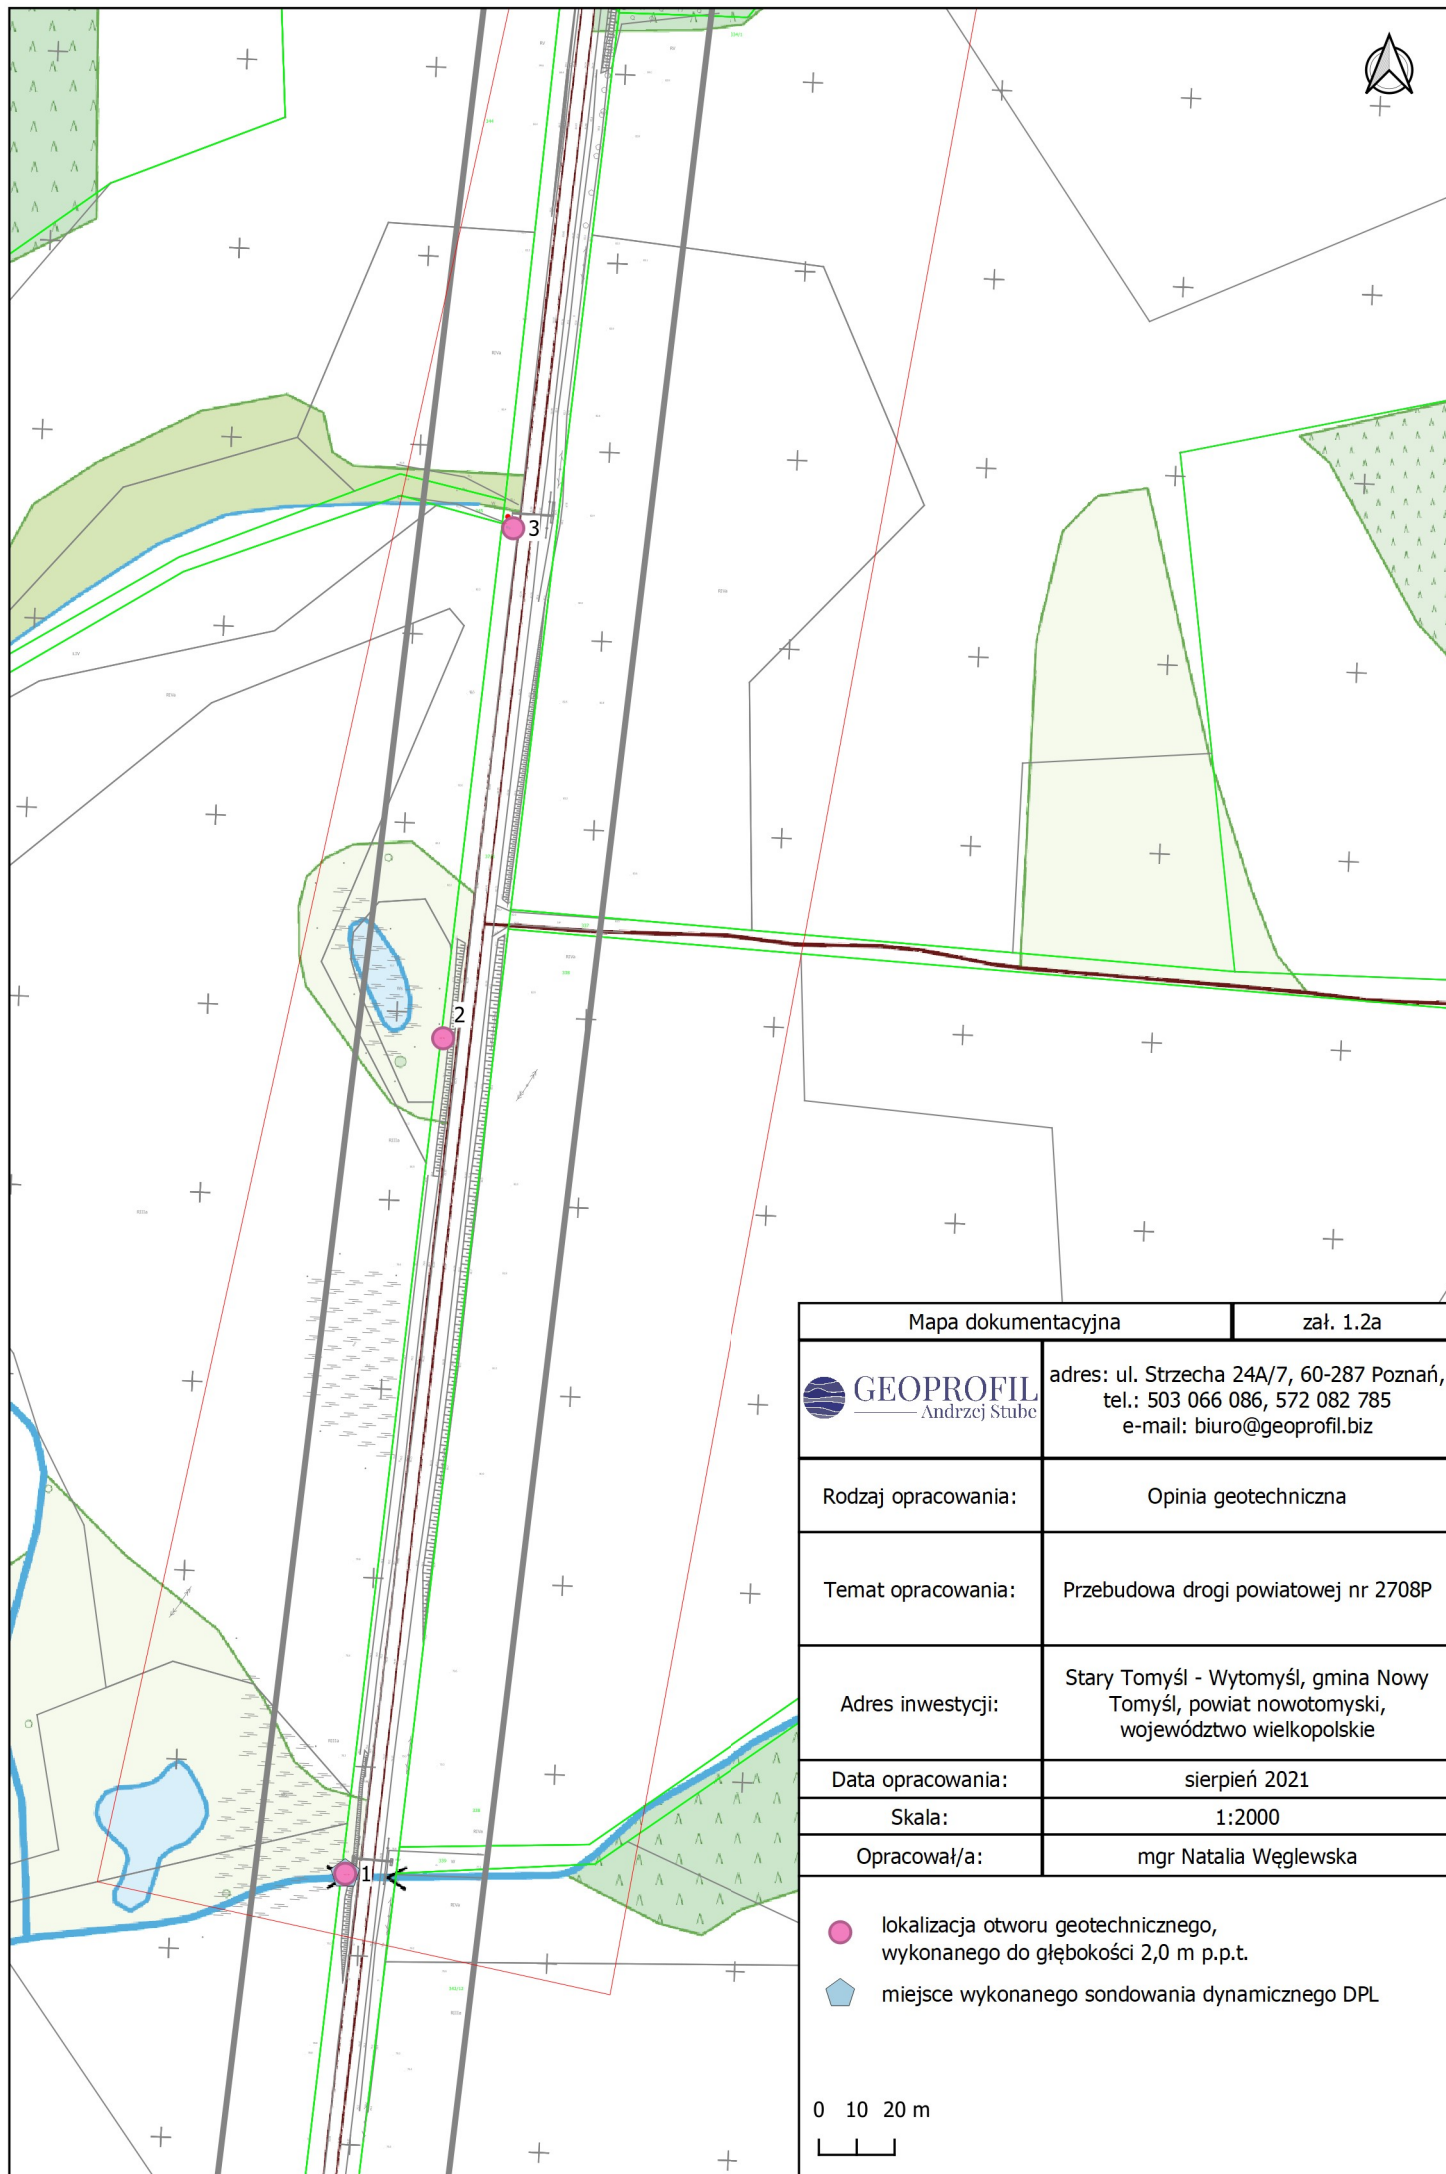 3
2
1
Mapa dokumentacyjna
zał. 1.2a
GEOPROFIL
Andrzej Stube
adres: ul. Strzecha 24A/7, 60-287 Poznań,
tel.: 503 066 086, 572 082 785
e-mail: biuro@geoprofil.biz
Rodzaj opracowania:
Opinia geotechniczna
Temat opracowania:
Przebudowa drogi powiatowej nr 2708P
Adres inwestycji:
Stary Tomyśl - Wytomyśl, gmina Nowy
Tomyśl, powiat nowotomyski,
województwo wielkopolskie
Data opracowania:
sierpień 2021
Skala:
1:2000
Opracował/a:
mgr Natalia Węglewska
lokalizacja otworu geotechnicznego,
wykonanego do głębokości 2,0 m p.p.t.
miejsce wykonanego sondowania dynamicznego DPL
0 10 20 m